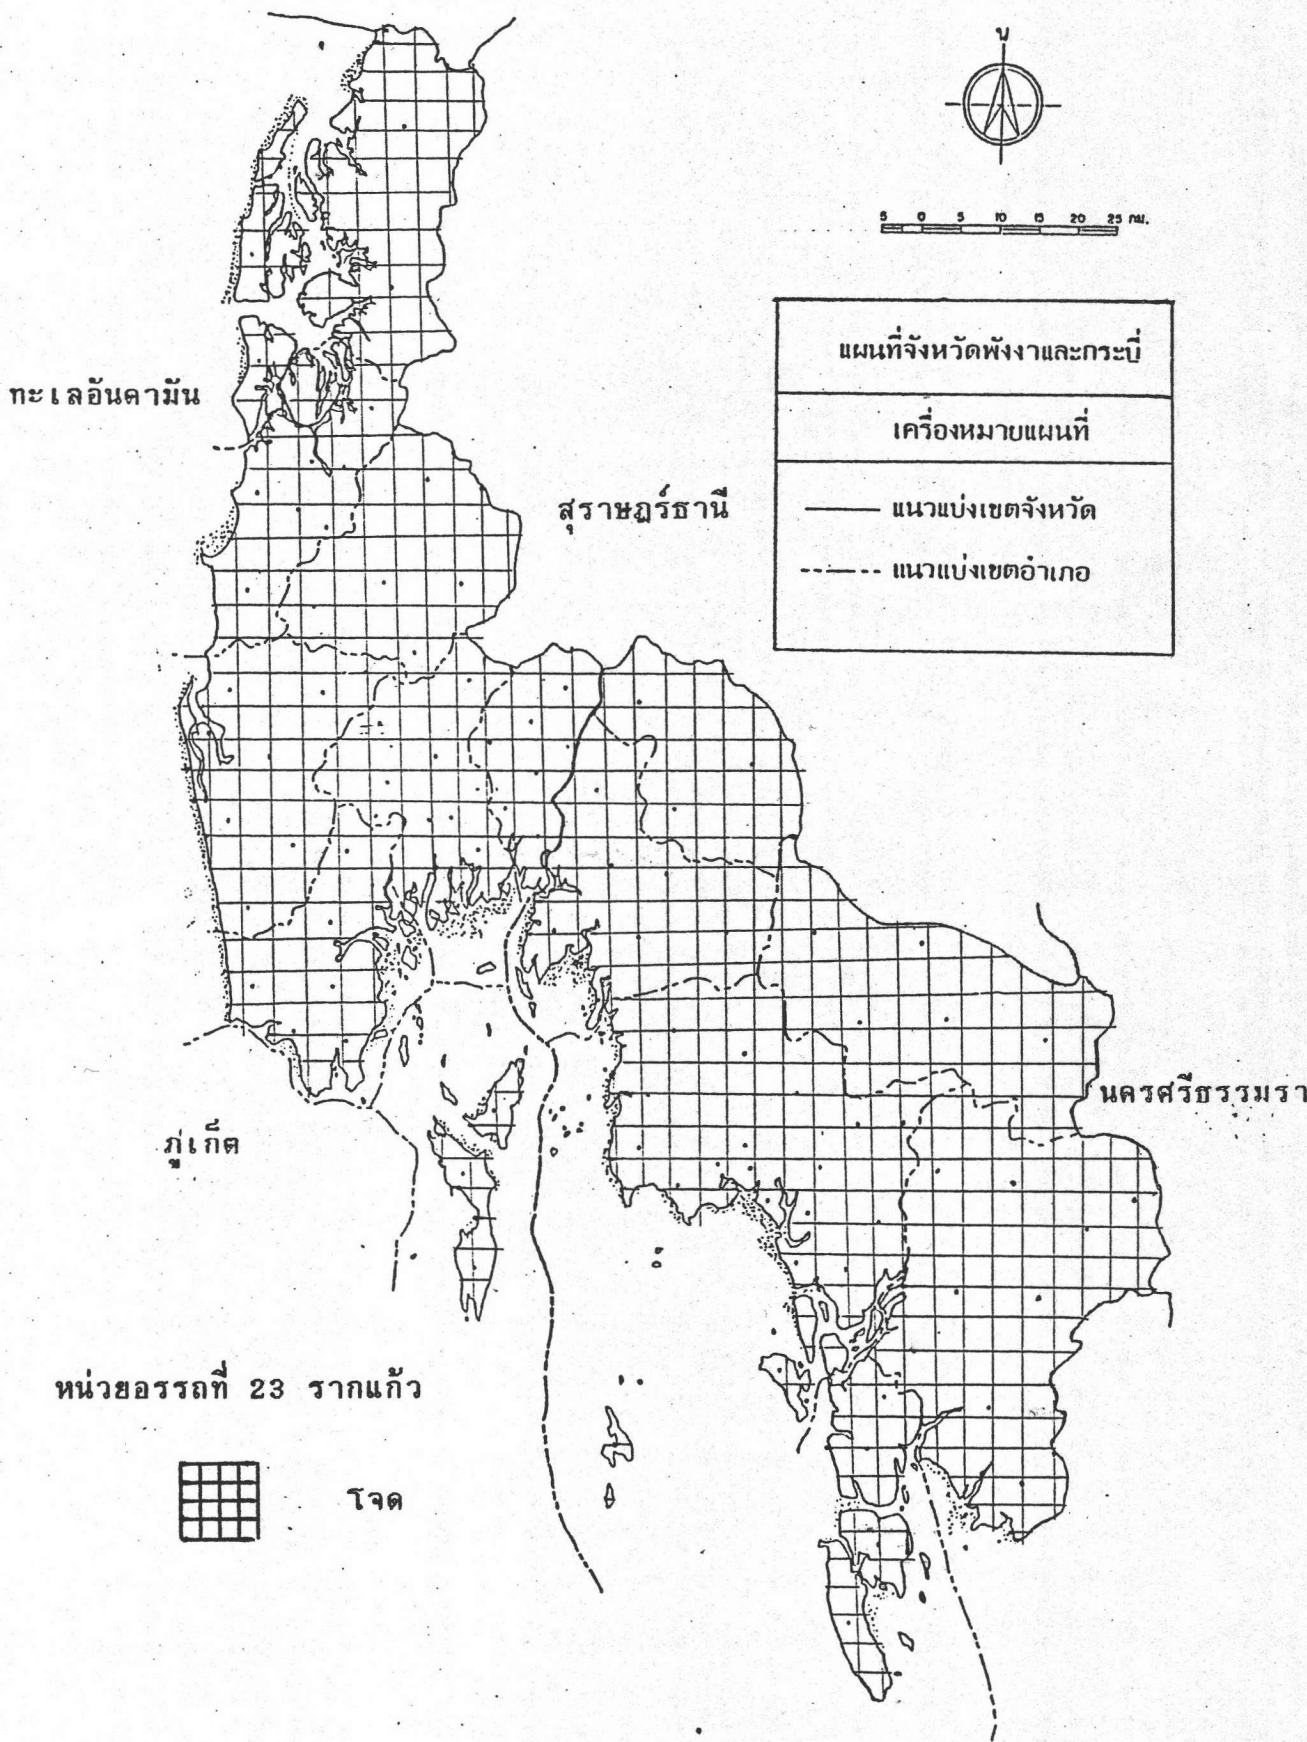 น
5 0 5 10 15 20 25 กม.
แผนที่จังหวัดพังงาและกระบี่
เครื่องหมายแผนที่
แนวแบ่งเขตจังหวัด
แนวแบ่งเขตอำเภอ
ทะเลอันดามัน
สุราษฎร์ธานี
นครศรีธรรมรา
ภูเก็ต
หน่วยอรรถที่ 23 รากแก้ว
โจด